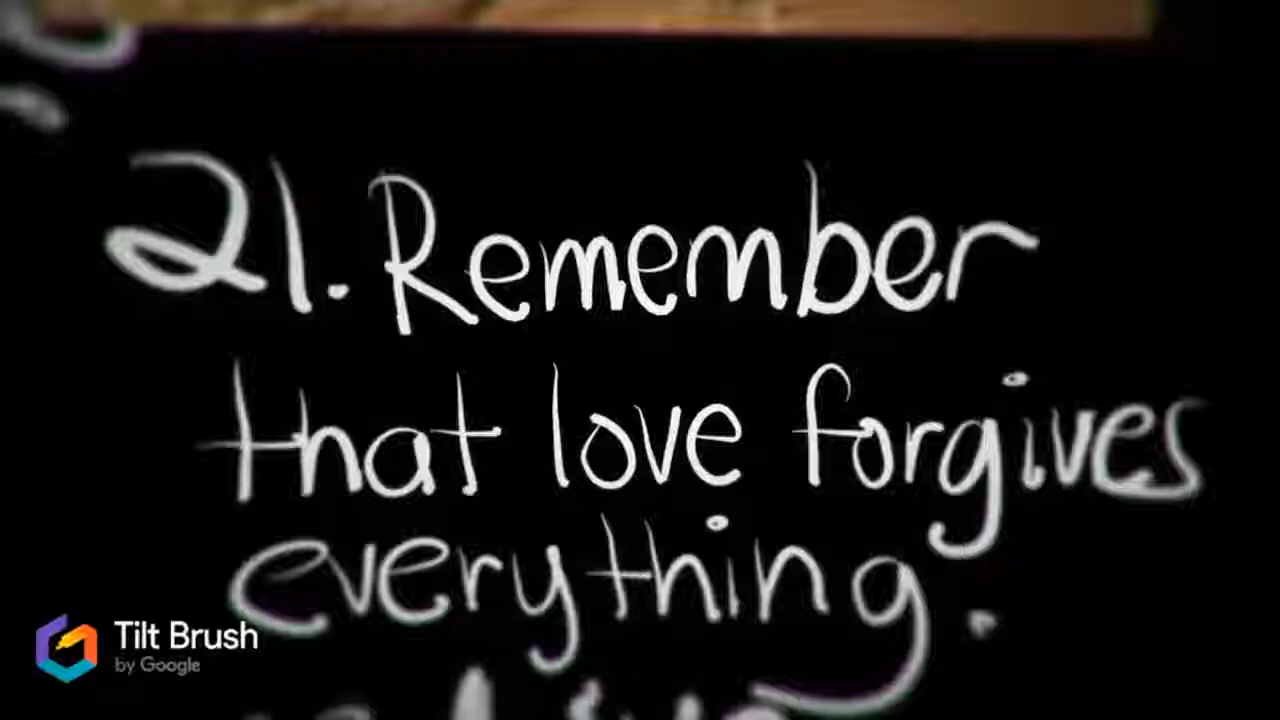 21. Remember
that love forgives
everything.
Tilt Brush
by Google